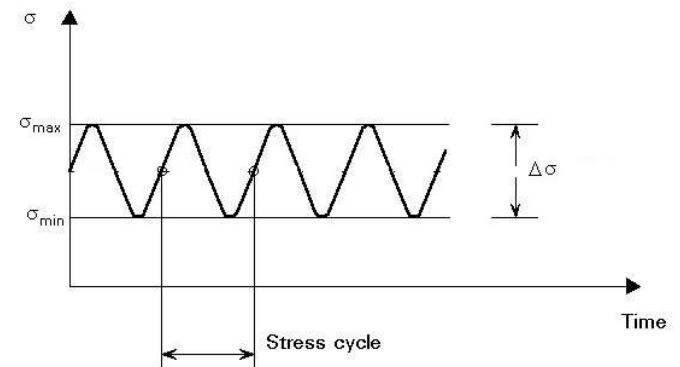 σ
σmax
Δσ
σmin
Time
Stress cycle